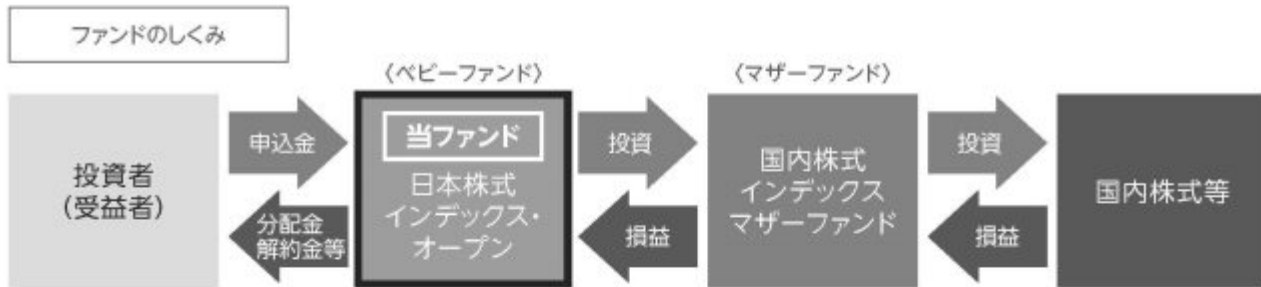 ファンドのしくみ
〈ベビーファンド〉
〈マザーファンド〉
投資者
(受益者)
申込金
分配金
解約金等
当ファンド
日本株式
インデックス・
オープン
投資
損益
国内株式
インデックス
マザーファンド
投資
損益
国内株式等